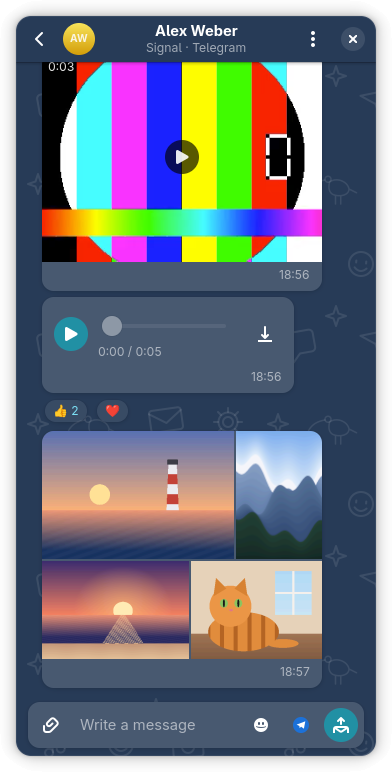 AW
Alex Weber
Signal · Telegram
0:03
18:56
0:00 / 0:05
18:56
👍 2 ❤️
18:57
Write a message